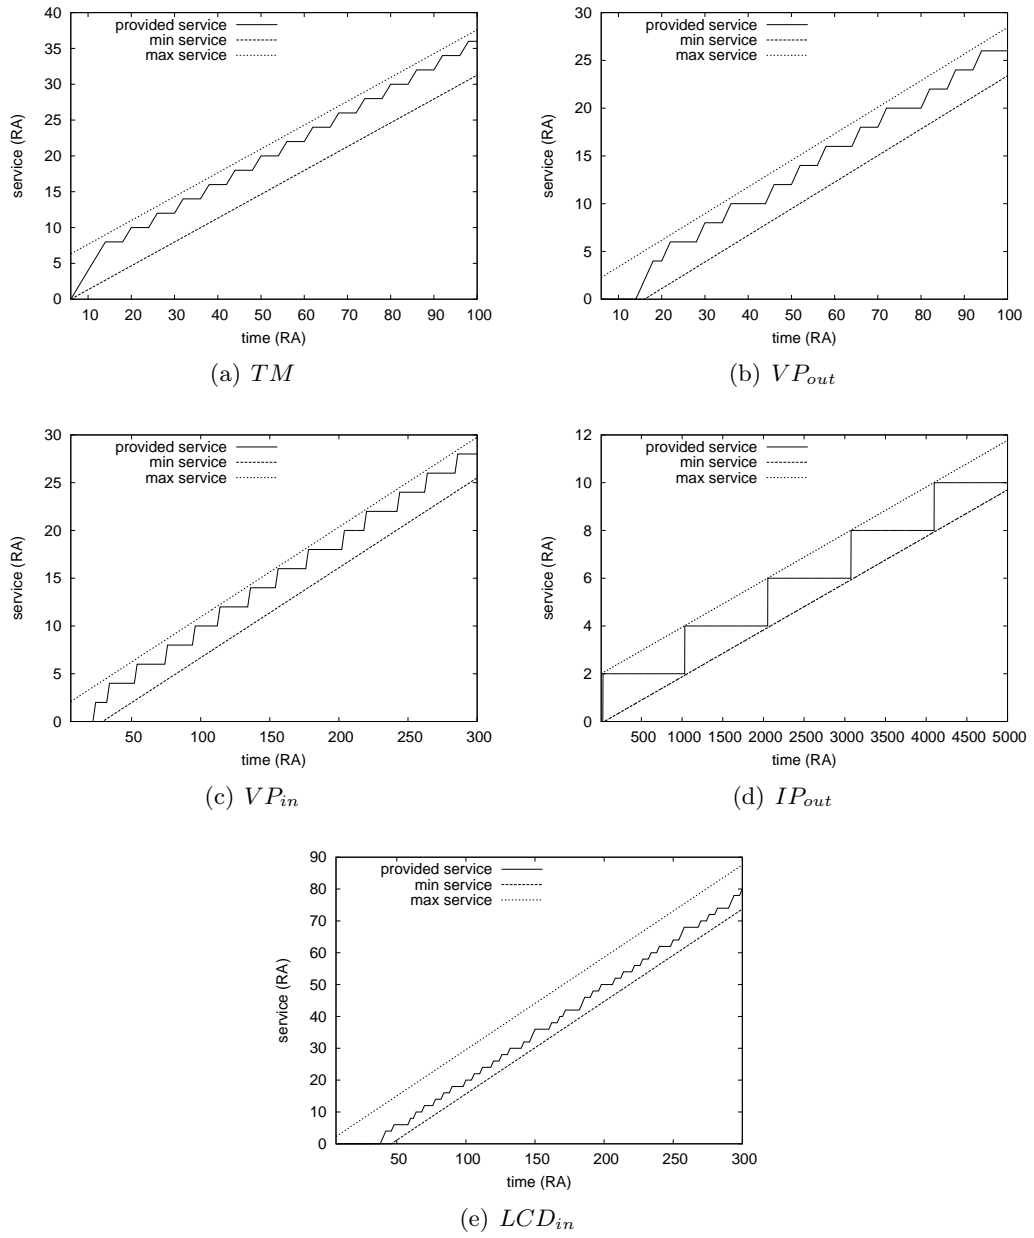 provided service
min service
max service
40
35
30
25
20
15
10
5
0
service (RA)
10 20 30 40 50 60 70 80 90 100
time (RA)
(a) TM
provided service
min service
max service
30
25
20
15
10
5
0
service (RA)
10 20 30 40 50 60 70 80 90 100
time (RA)
(b) VP_out
provided service
min service
max service
30
25
20
15
10
5
0
service (RA)
50 100 150 200 250 300
time (RA)
(c) VP_in
provided service
min service
max service
12
10
8
6
4
2
0
service (RA)
500 1000 1500 2000 2500 3000 3500 4000 4500 5000
time (RA)
(d) IP_out
provided service
min service
max service
90
80
70
60
50
40
30
20
10
0
service (RA)
50 100 150 200 250 300
time (RA)
(e) LCD_in